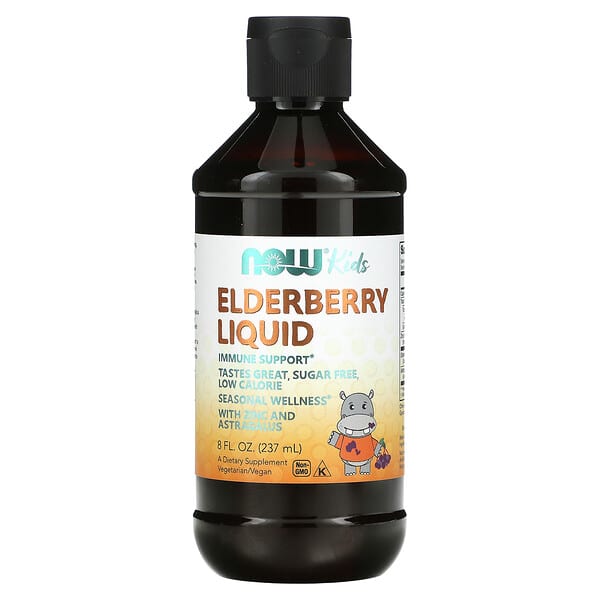 NOW® Kids
ELDERBERRY
LIQUID
IMMUNE SUPPORT*
TASTES GREAT, SUGAR FREE,
LOW CALORIE
SEASONAL WELLNESS*
WITH ZINC AND
ASTRAGALUS
8 FL. OZ. (237 mL)
A Dietary Supplement
Vegetarian/Vegan
Non-
GMO
K